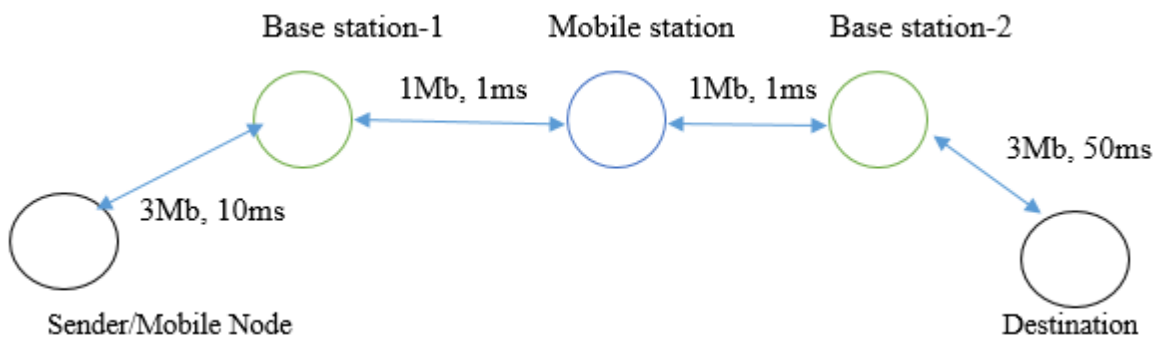 Base station-1 Mobile station Base station-2
1Mb, 1ms 1Mb, 1ms
3Mb, 50ms
3Mb, 10ms
Sender/Mobile Node Destination